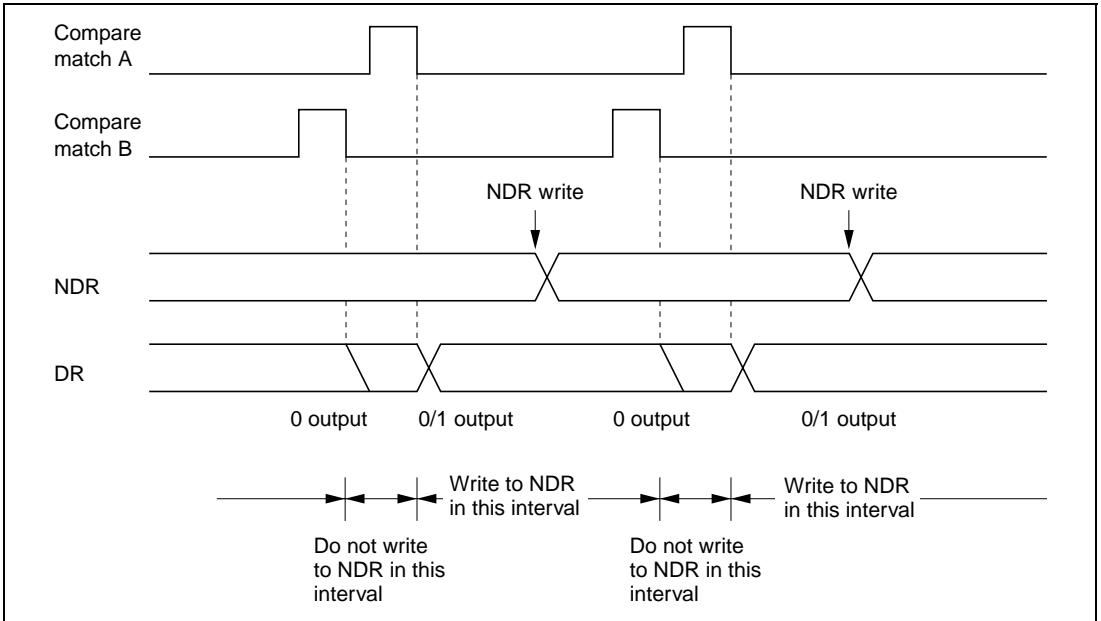 Compare
match A
Compare
match B
NDR write
NDR write
NDR
DR
0 output
0/1 output
0 output
0/1 output
Write to NDR
in this interval
Write to NDR
in this interval
Do not write
to NDR in this
interval
Do not write
to NDR in this
interval